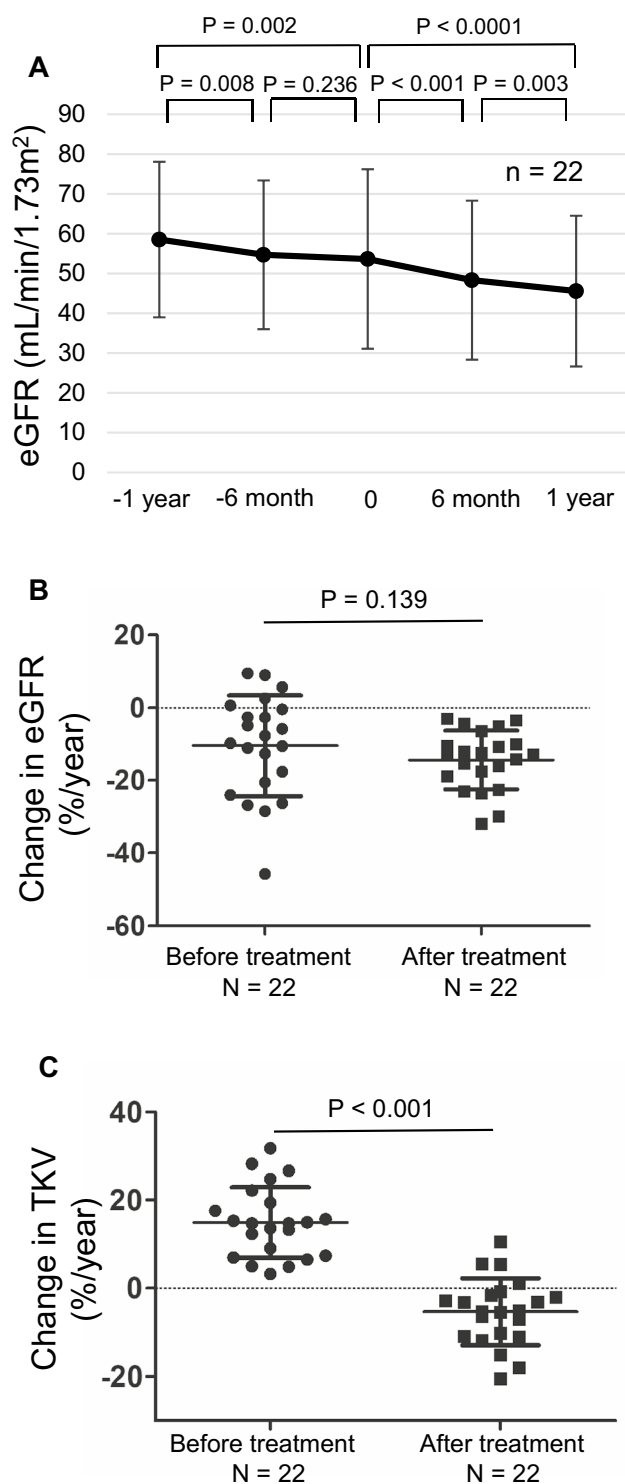 P = 0.002
P < 0.0001
A
P = 0.008
P = 0.236
P < 0.001
P = 0.003
eGFR (mL/min/1.73m²)
90
80
70
60
50
40
30
20
10
0
n = 22
-1 year
-6 month
0
6 month
1 year
B
P = 0.139
Change in eGFR
(%/year)
20
0
-20
-40
-60
Before treatment
N = 22
After treatment
N = 22
C
P < 0.001
Change in TKV
(%/year)
40
20
0
-20
Before treatment
N = 22
After treatment
N = 22